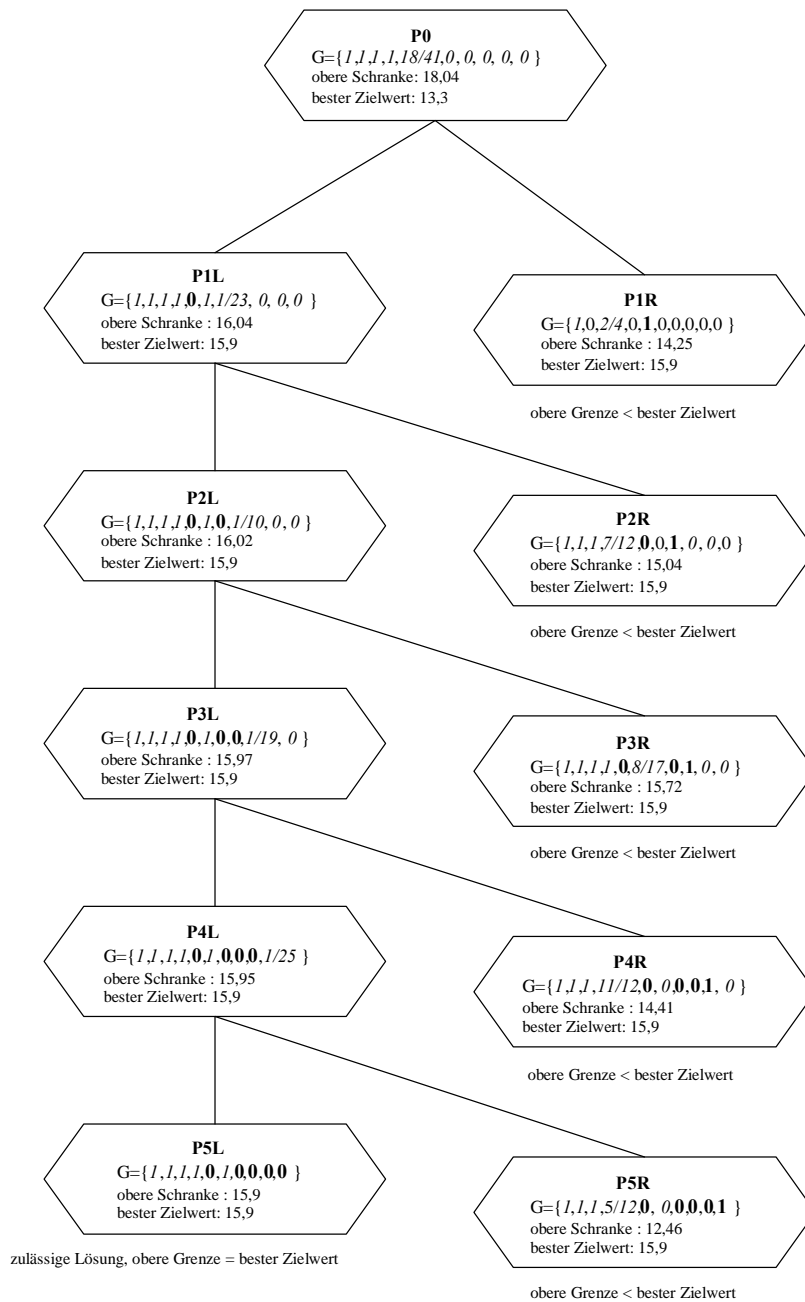 P0
G={1,1,1,1,18/41,0, 0, 0, 0, 0 }
obere Schranke: 18,04
bester Zielwert: 13,3
P1L
G={1,1,1,1,0,1,1/23, 0, 0,0 }
obere Schranke : 16,04
bester Zielwert: 15,9
P1R
G={1,0,2/4,0,1,0,0,0,0,0 }
obere Schranke : 14,25
bester Zielwert: 15,9
obere Grenze < bester Zielwert
P2L
G={1,1,1,1,0,1,0,1/10, 0, 0 }
obere Schranke : 16,02
bester Zielwert: 15,9
P2R
G={1,1,1,7/12,0,0,1, 0, 0,0 }
obere Schranke : 15,04
bester Zielwert: 15,9
obere Grenze < bester Zielwert
P3L
G={1,1,1,1,0,1,0,0,1/19, 0 }
obere Schranke : 15,97
bester Zielwert: 15,9
P3R
G={1,1,1,1,0,8/17,0,1, 0, 0 }
obere Schranke : 15,72
bester Zielwert: 15,9
obere Grenze < bester Zielwert
P4L
G={1,1,1,1,0,1,0,0,0,1/25 }
obere Schranke : 15,95
bester Zielwert: 15,9
P4R
G={1,1,1,11/12,0, 0,0,0,1, 0 }
obere Schranke : 14,41
bester Zielwert: 15,9
obere Grenze < bester Zielwert
P5L
G={1,1,1,1,0,1,0,0,0,0 }
obere Schranke : 15,9
bester Zielwert: 15,9
zulässige Lösung, obere Grenze = bester Zielwert
P5R
G={1,1,1,5/12,0, 0,0,0,0,1 }
obere Schranke : 12,46
bester Zielwert: 15,9
obere Grenze < bester Zielwert